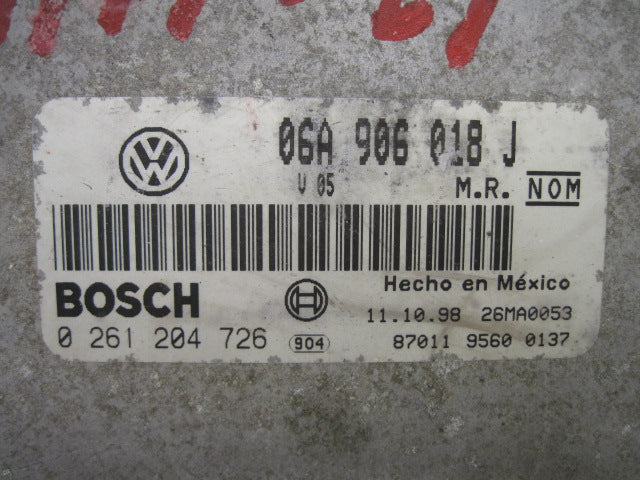 06A 906 018 J
V 05
M.R. NOM
BOSCH
Hecho en México
11.10.98 26MA0053
0 261 204 726 904
87011 9560 0137